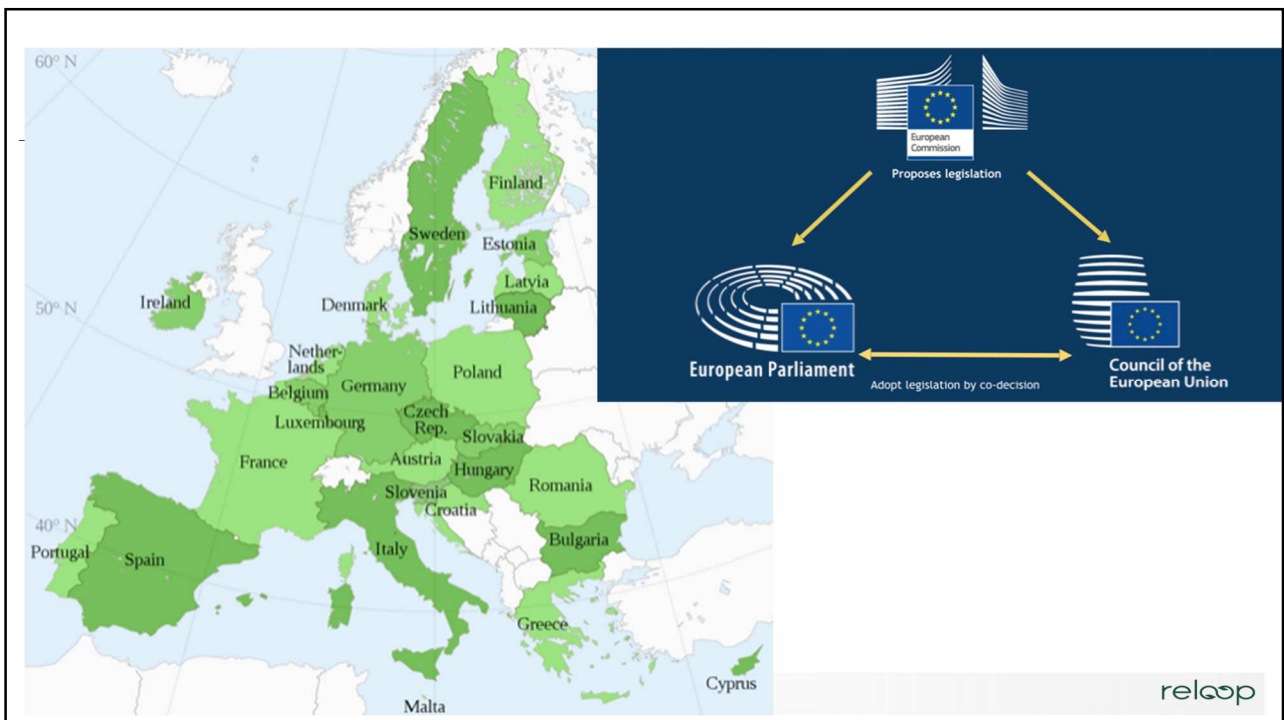 60° N
50° N
40° N
Finland
Sweden
Estonia
Latvia
Lithuania
Ireland
Denmark
Nether-
lands
Belgium
Luxembourg
Germany
Poland
Czech
Rep.
Slovakia
France
Austria
Hungary
Slovenia
Croatia
Romania
Bulgaria
Portugal
Spain
Italy
Greece
Malta
Cyprus
European
Commission
Proposes legislation
European Parliament
Adopt legislation by co-decision
Council of the
European Union
reloop